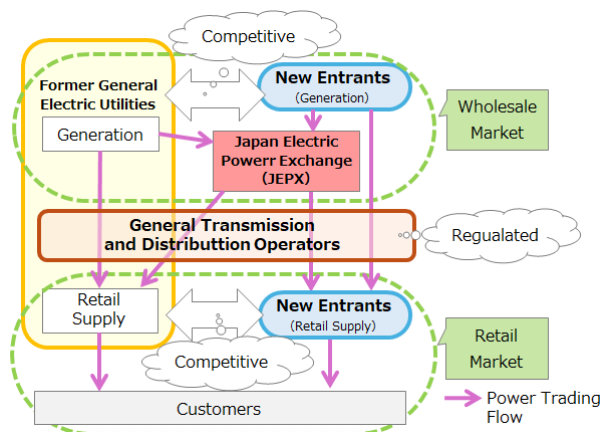 Competitive
Former General
Electric Utilities
New Entrants
(Generation)
Wholesale
Market
Generation
Japan Electric
Powerr Exchange
(JEPX)
General Transmission
and Distributtion Operators
Regualated
Retail
Supply
New Entrants
(Retail Supply)
Retail
Market
Competitive
Customers
Power Trading
Flow